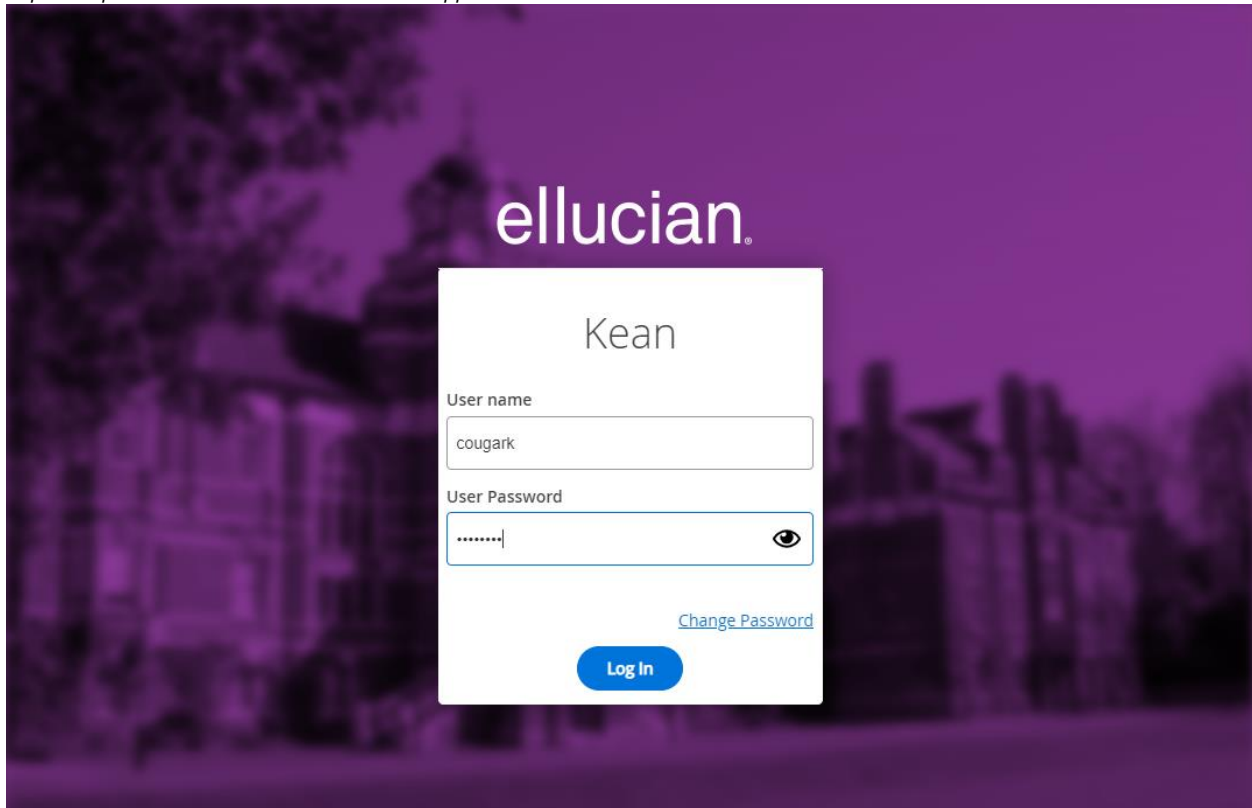 ellucian®
Kean
User name
cougark
User Password
••••••••
Change Password
Log In